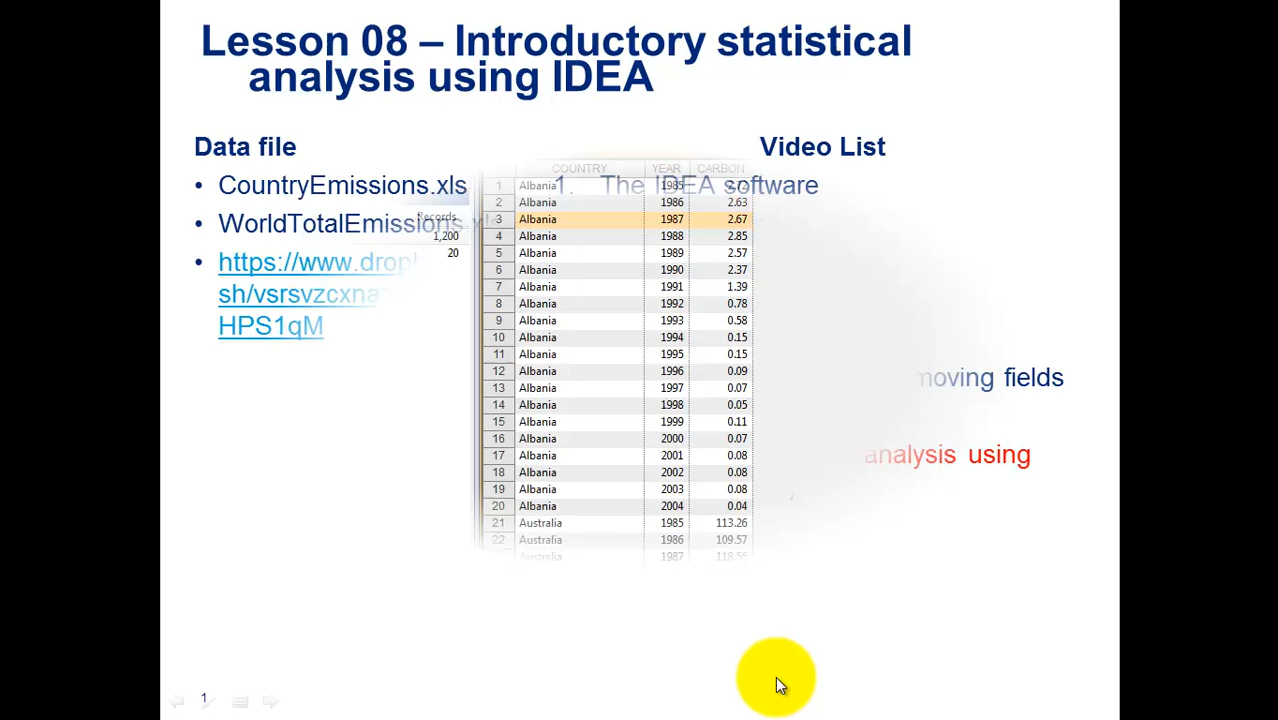 Lesson 08 – Introductory statistical
analysis using IDEA
Data file
• CountryEmissions.xls
• WorldTotalEmissions.xls
• https://www.drop
sh/vsrsvzcxna
HPS1qM
Records
1,200
20
COUNTRY YEAR CARBON
1 Albania 1985 2.72
2 Albania 1986 2.63
3 Albania 1987 2.67
4 Albania 1988 2.85
5 Albania 1989 2.57
6 Albania 1990 2.37
7 Albania 1991 1.39
8 Albania 1992 0.78
9 Albania 1993 0.58
10 Albania 1994 0.15
11 Albania 1995 0.15
12 Albania 1996 0.09
13 Albania 1997 0.07
14 Albania 1998 0.05
15 Albania 1999 0.11
16 Albania 2000 0.07
17 Albania 2001 0.08
18 Albania 2002 0.08
19 Albania 2003 0.08
20 Albania 2004 0.04
21 Australia 1985 113.26
22 Australia 1986 109.57
Australia 1987 118.55
Video List
1. The IDEA software
moving fields
analysis using
1